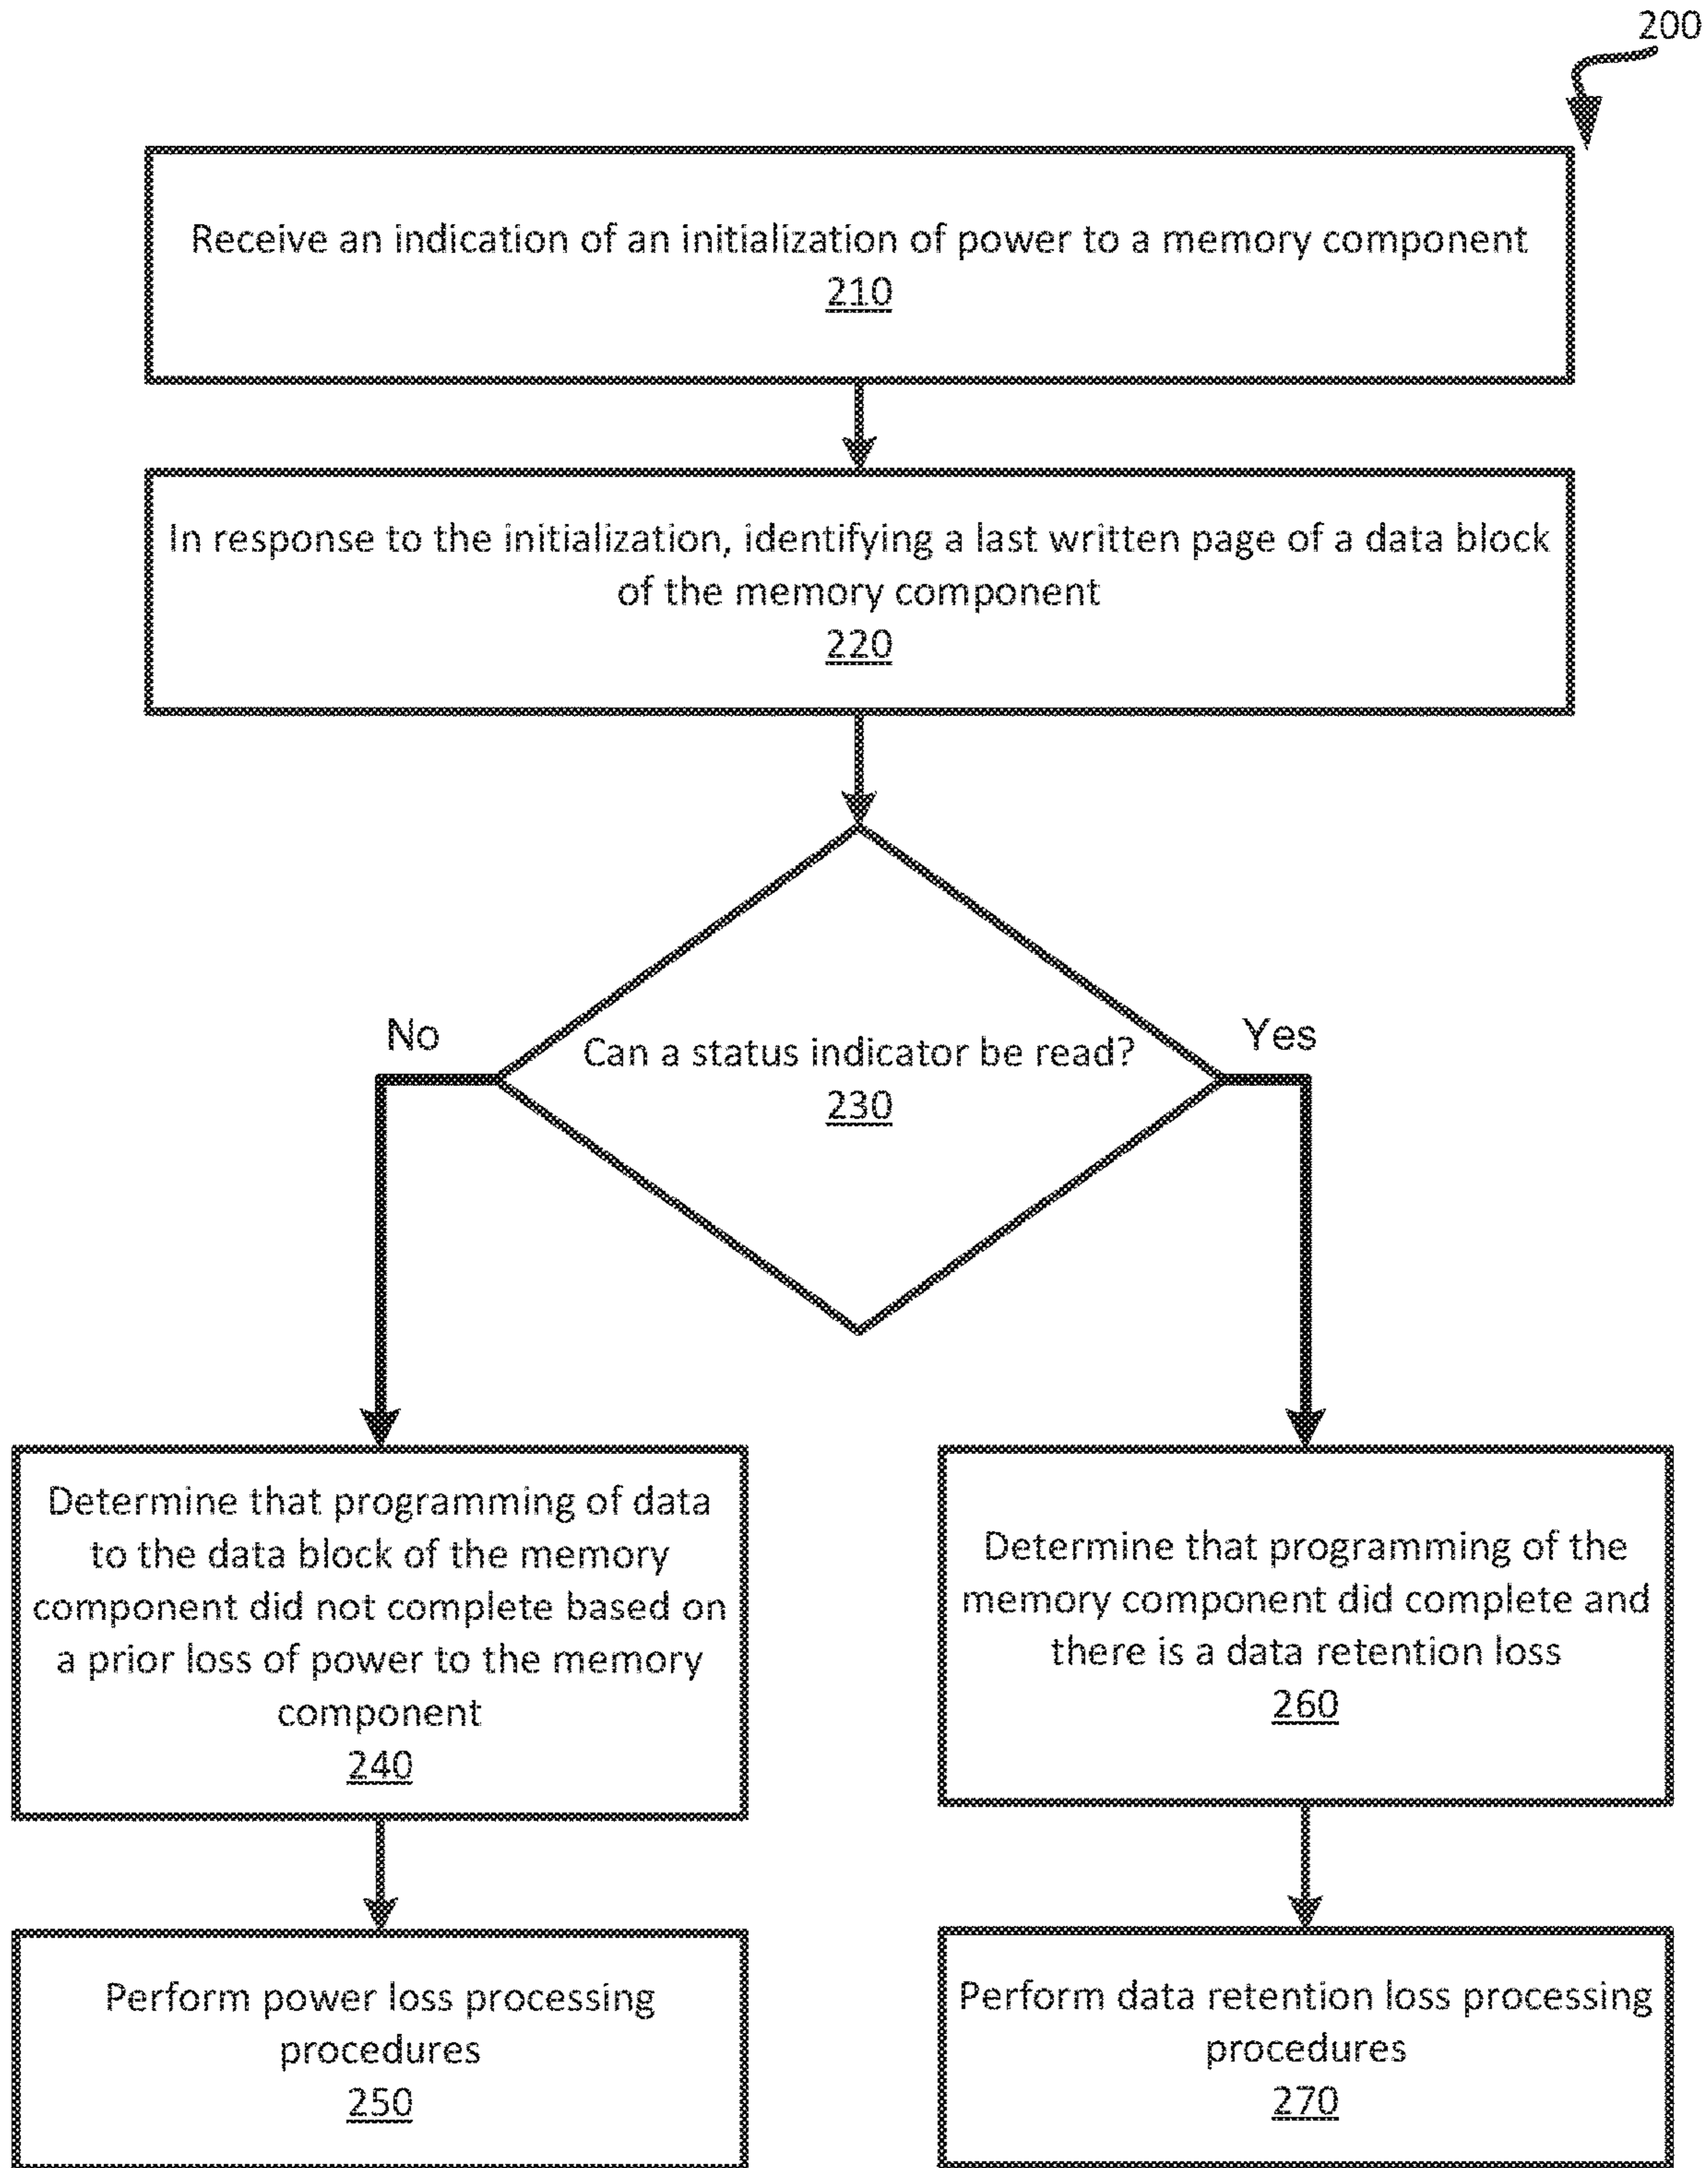 200
Receive an indication of an initialization of power to a memory component
210
In response to the initialization, identifying a last written page of a data block
of the memory component
220
No
Yes
Can a status indicator be read?
230
Determine that programming of data
to the data block of the memory
component did not complete based on
a prior loss of power to the memory
component
240
Determine that programming of the
memory component did complete and
there is a data retention loss
260
Perform power loss processing
procedures
250
Perform data retention loss processing
procedures
270